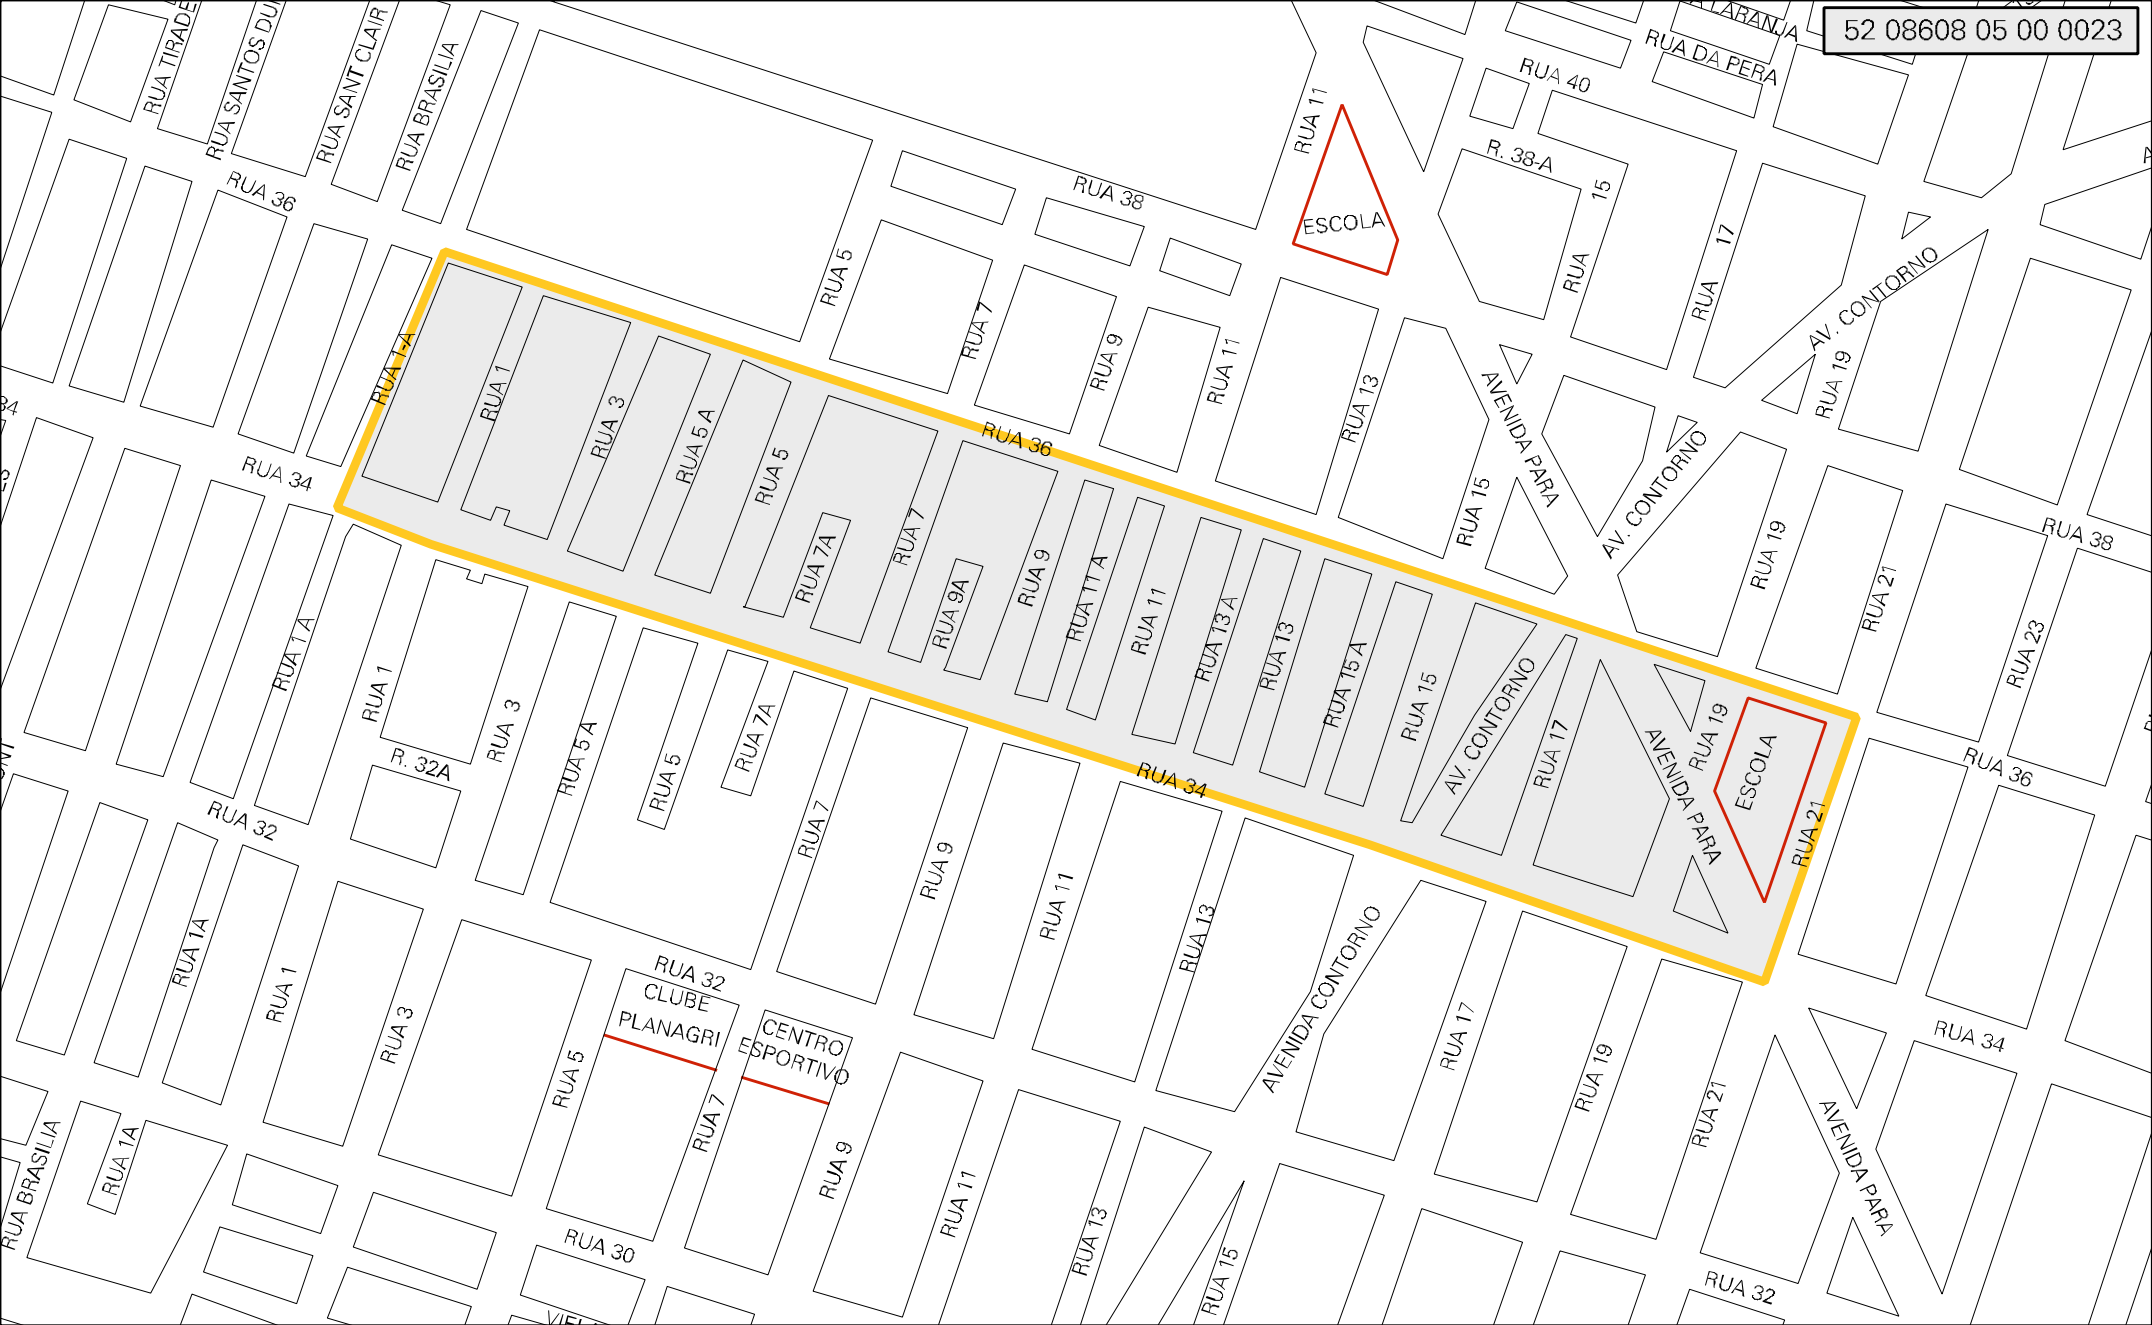 52 08608 05 00 0023
RUA SANT CLAIR
RUA BRASILIA
RUA 36
RUA 38
RUA 11
ESCOLA
RUA 40
RUA DA PERA
R. 38-A
RUA 15
RUA 17
AV. CONTORNO
RUA 19
RUA 5
RUA 7
RUA 9
RUA 11
RUA 13
AVENIDA PARA
RUA 15
AV. CONTORNO
RUA 19
RUA 21
RUA 38
RUA 23
RUA 36
RUA 1-A
RUA 1
RUA 3
RUA 5 A
RUA 5
RUA 7A
RUA 7
RUA 9A
RUA 9
RUA 11 A
RUA 11
RUA 13 A
RUA 13
RUA 15 A
RUA 15
AV. CONTORNO
RUA 17
AVENIDA PARA
RUA 19
ESCOLA
RUA 21
RUA 36
RUA 34
RUA 34
RUA 1 A
RUA 1
R. 32A
RUA 3
RUA 5 A
RUA 5
RUA 7A
RUA 7
RUA 9
RUA 11
RUA 13
AVENIDA CONTORNO
RUA 17
RUA 19
RUA 21
RUA 34
AVENIDA PARA
RUA 32
RUA 32
RUA 1A
RUA 1
RUA 3
RUA 5
RUA 32
CLUBE
PLANAGRI
CENTRO
ESPORTIVO
RUA 7
RUA 9
RUA 11
RUA 13
RUA 15
RUA 30
RUA BRASILIA
RUA 1A